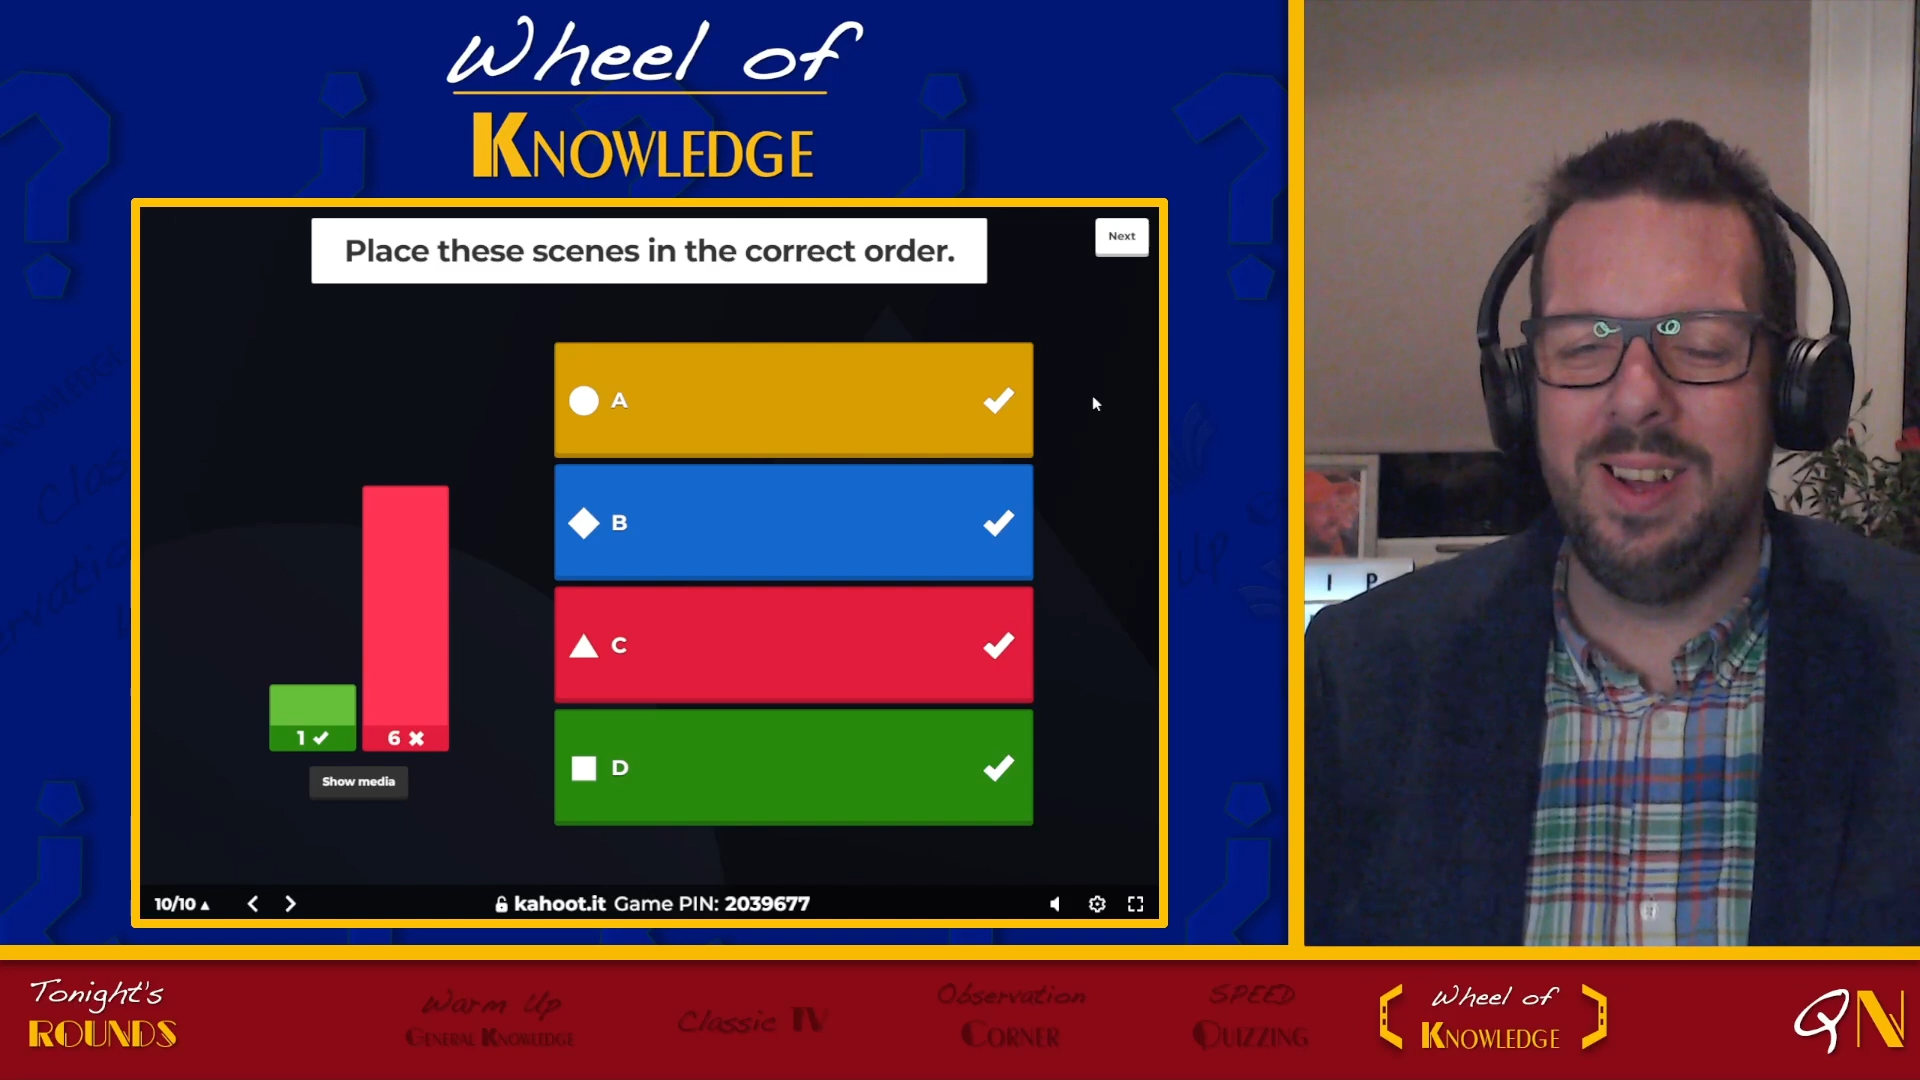 Wheel of
KNOWLEDGE
Place these scenes in the correct order.
Next
A
B
C
D
1
6
Show media
10/10
kahoot.it Game PIN: 2039677
I P
Tonight's
ROUNDS
Warm Up
GENERAL KNOWLEDGE
Classic TV
Observation
CORNER
SPEED
QUIZZING
Wheel of
KNOWLEDGE
QN